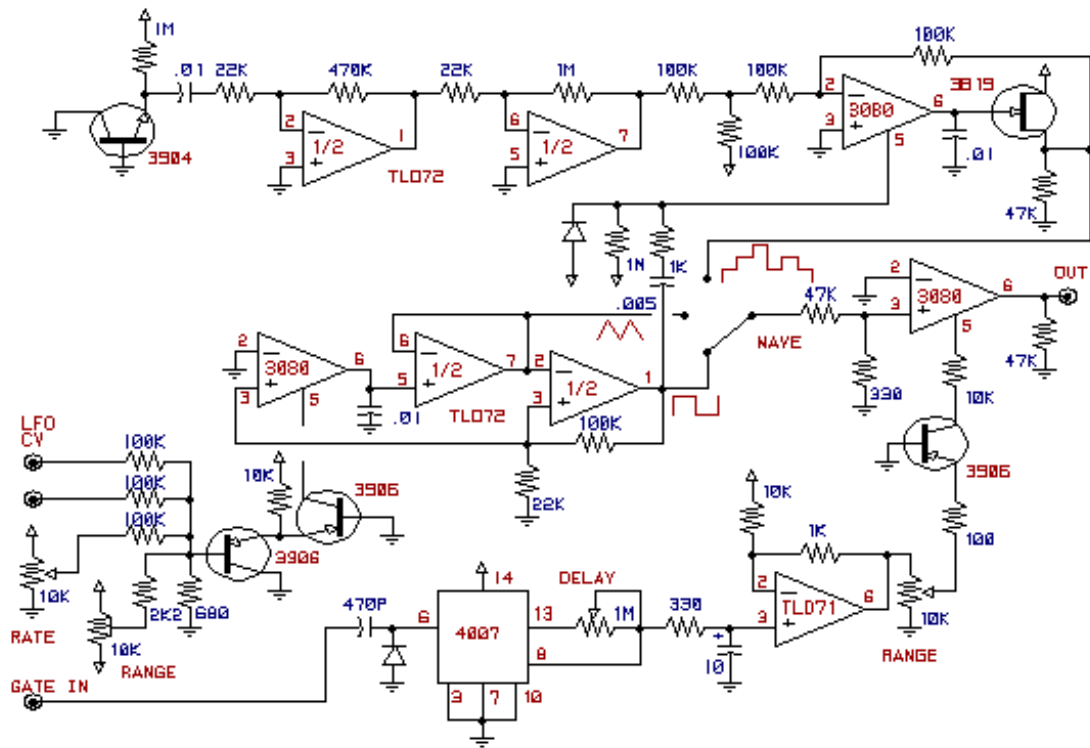 1M
.01 22K 470K 22K 1M 100K 100K 100K
3904
2 1 3 1/2 TL072
6 7 5 1/2
100K
2 3080 6 3 5
3819
.01
47K
1M 1K
.005
2 3080 6 3 5
.01
6 7 5 1/2 TL072
2 1 3 1/2
100K
22K
47K WAVE
330
2 3080 6 3 5
OUT
47K
10K
3906
100
LFO
CV
100K
100K
100K
10K
3906
3906
10K 2K2 680
RATE
10K RANGE
GATE IN
470P
6 14 13 8 4007 3 7 10
DELAY
1M 330
+ 10
10K 1K
2 TL071 6 3
10K
RANGE